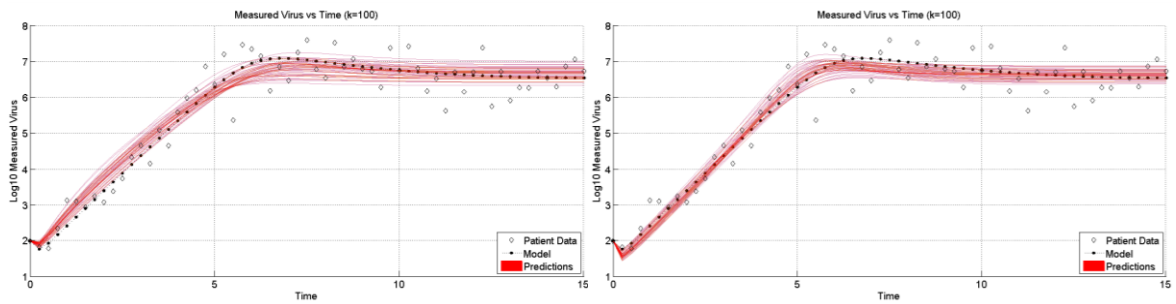 Measured Virus vs Time (k=100)
8
7
6
5
4
3
2
1
Log10 Measured Virus
0
5
10
15
Time
Patient Data
Model
Predictions
Measured Virus vs Time (k=100)
8
7
6
5
4
3
2
1
Log10 Measured Virus
0
5
10
15
Time
Patient Data
Model
Predictions